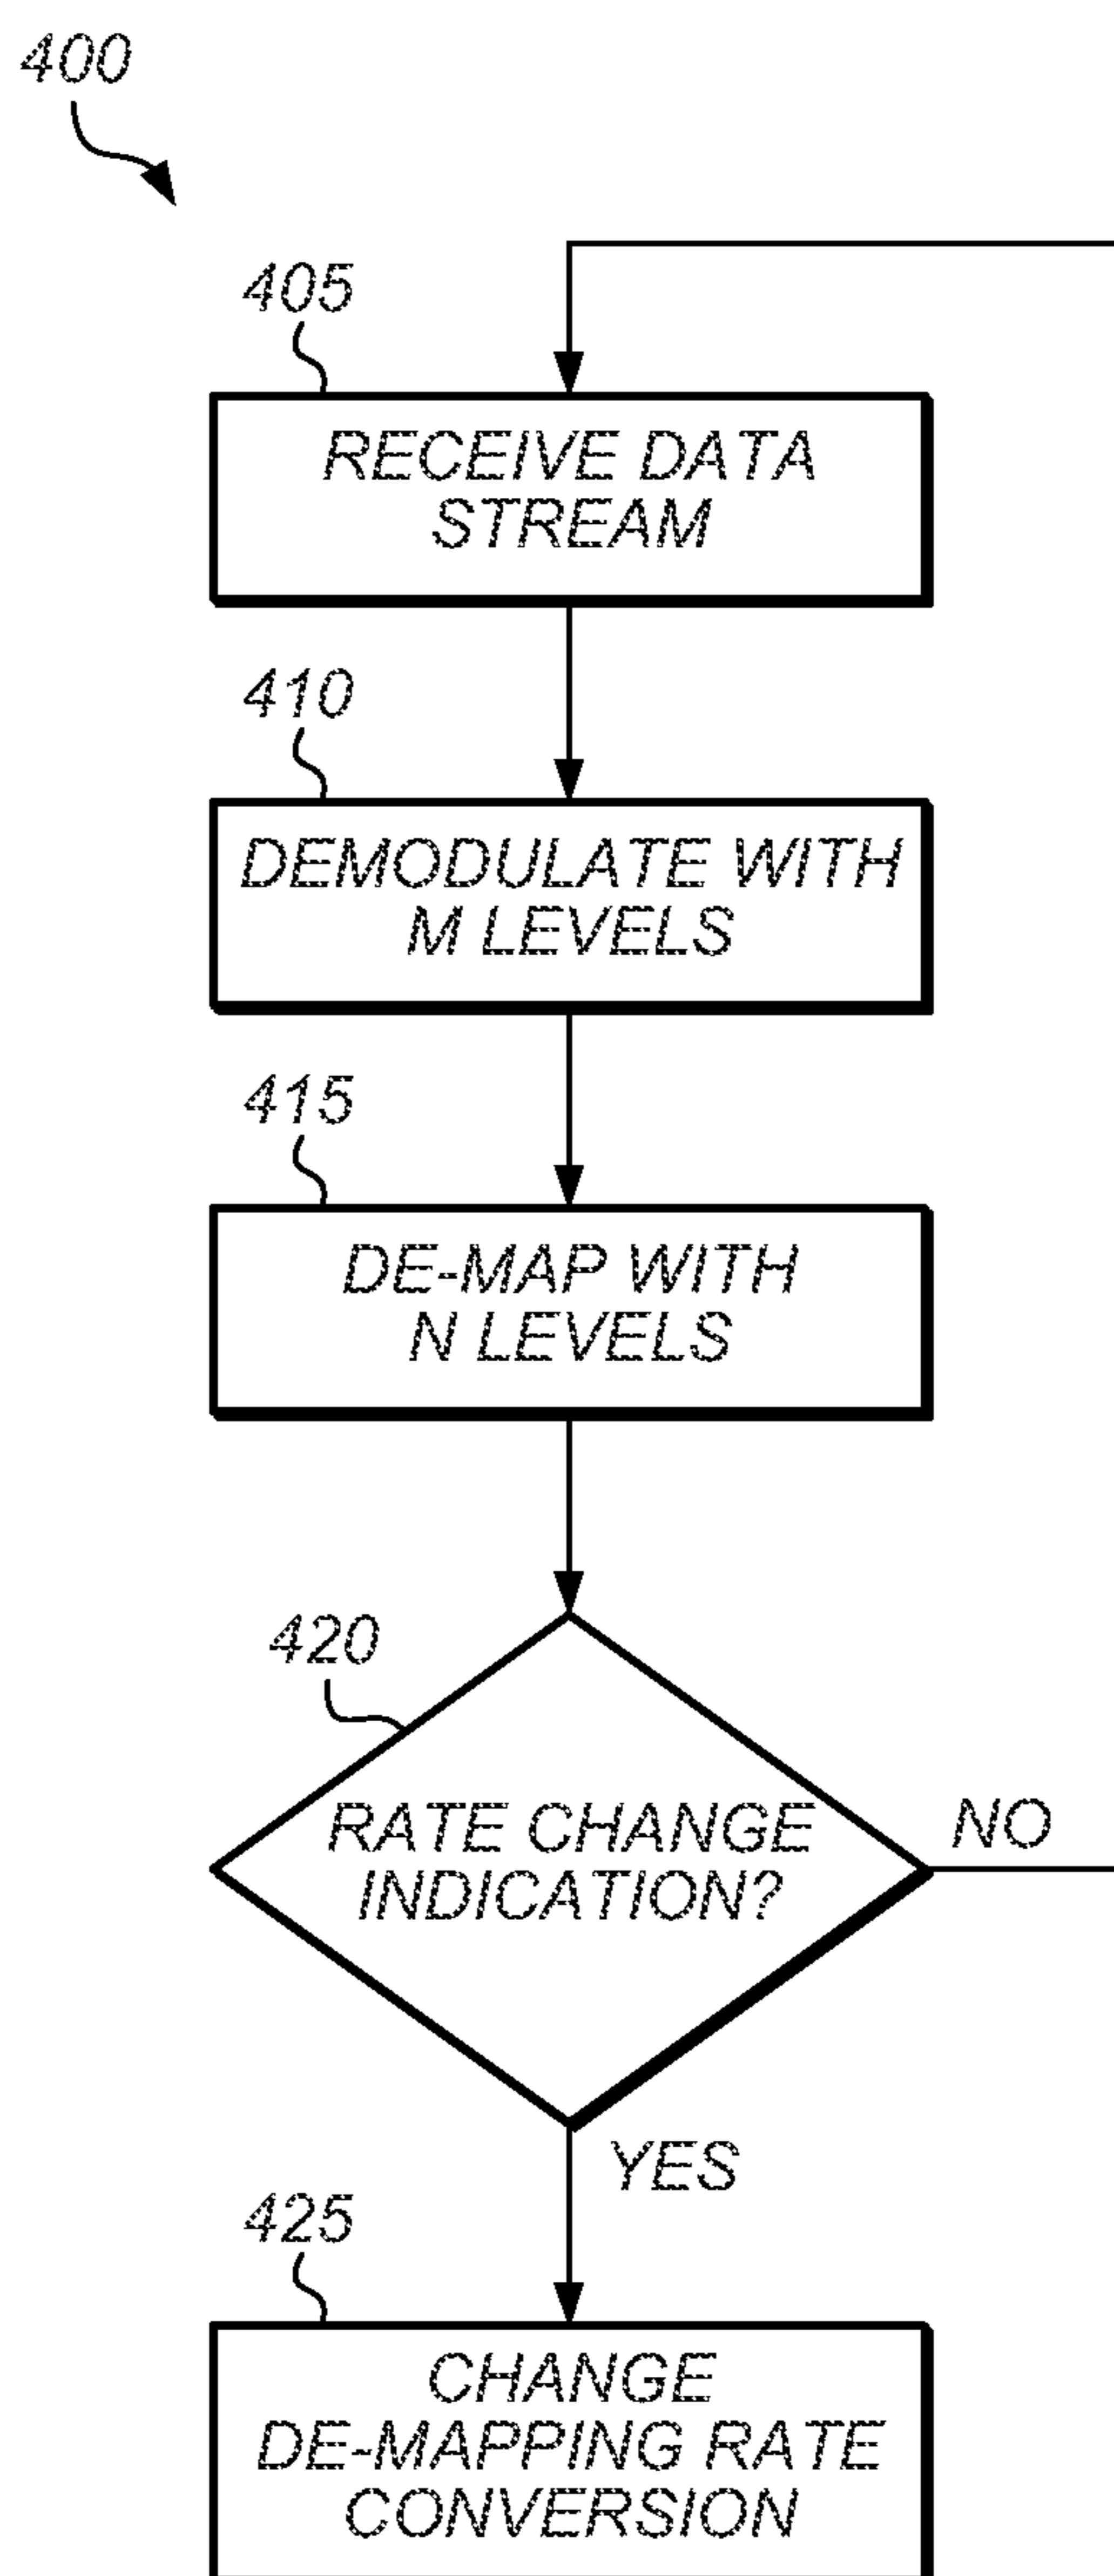 400
405
RECEIVE DATA
STREAM
410
DEMODULATE WITH
M LEVELS
415
DE-MAP WITH
N LEVELS
420
RATE CHANGE
INDICATION?
NO
YES
425
CHANGE
DE-MAPPING RATE
CONVERSION